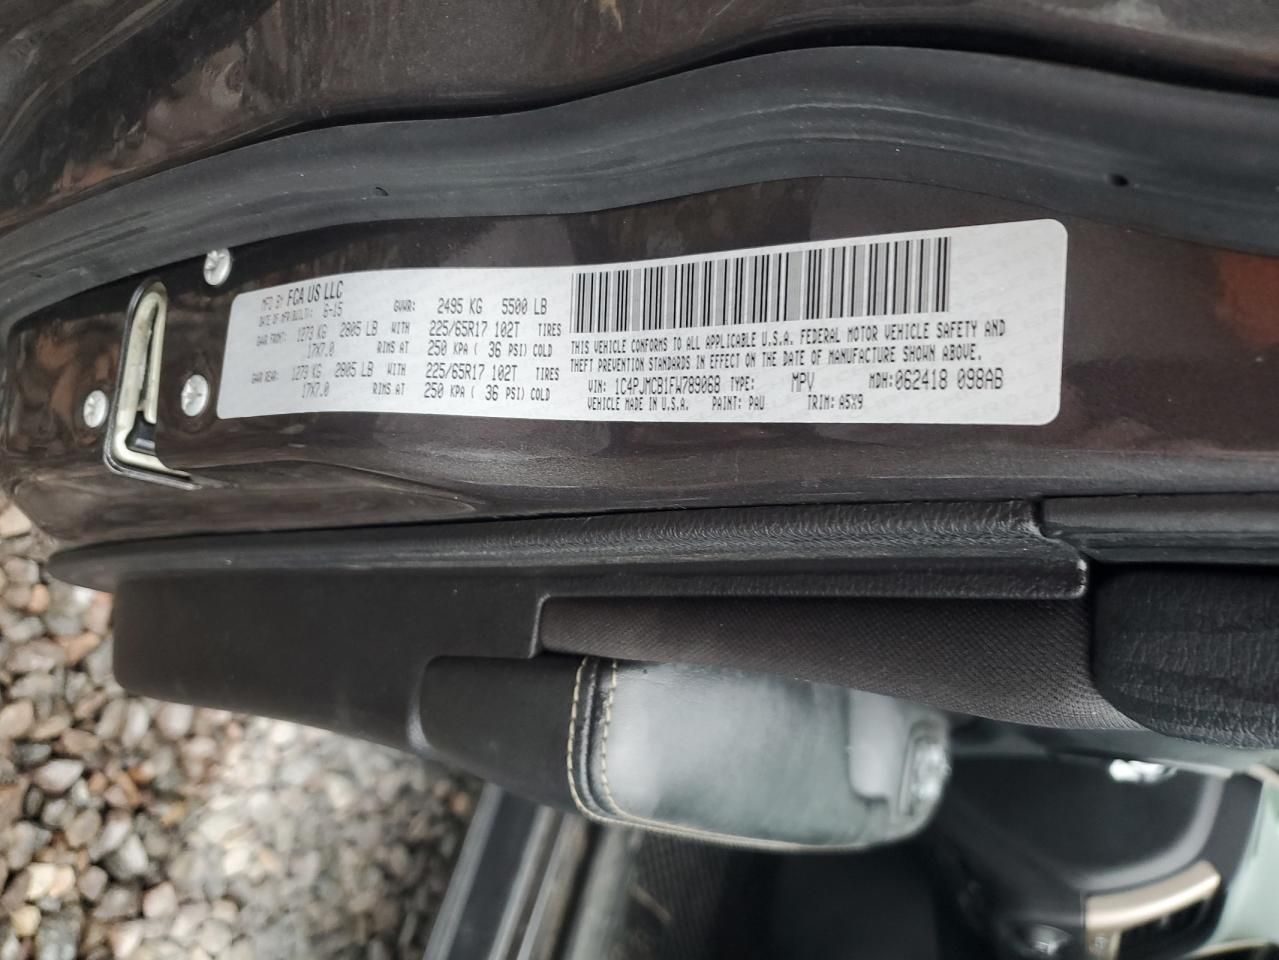 MFD BY FCA US LLC
DATE OF MFR(BUILT): 6-15 GVWR: 2495 KG 5500 LB
GAWR FRONT: 1273 KG 2805 LB WITH 225/65R17 102T TIRES
17X7.0 RIMS AT 250 KPA ( 36 PSI) COLD
GAWR REAR: 1273 KG 2805 LB WITH 225/65R17 102T TIRES
17X7.0 RIMS AT 250 KPA ( 36 PSI) COLD
THIS VEHICLE CONFORMS TO ALL APPLICABLE U.S.A. FEDERAL MOTOR VEHICLE SAFETY AND
THEFT PREVENTION STANDARDS IN EFFECT ON THE DATE OF MANUFACTURE SHOWN ABOVE.
VIN: 1C4PJMCB1FW789068 TYPE: MPV MDH: 062418 098AB
VEHICLE MADE IN U.S.A. PAINT: PAU TRIM: A5X9